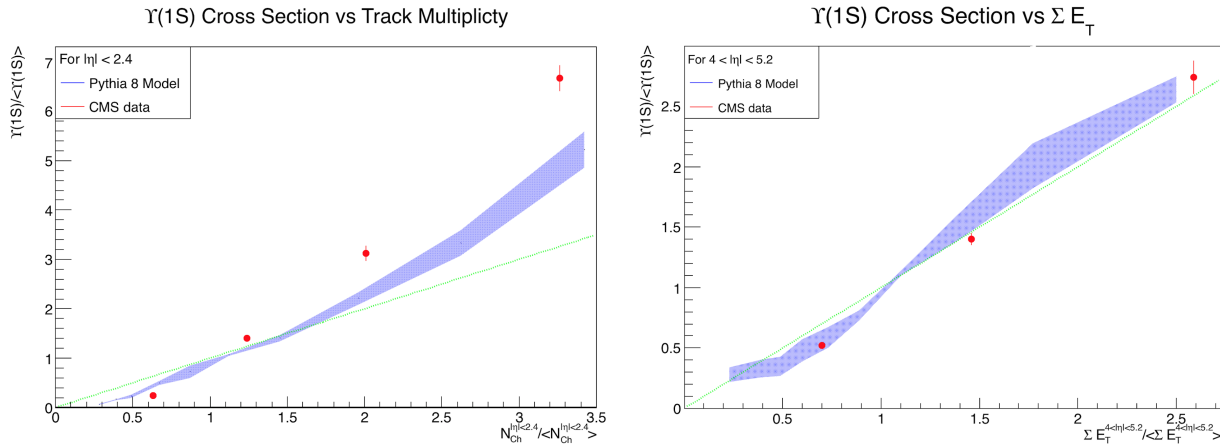 ϒ(1S) Cross Section vs Track Multiplicty
ϒ(1S)/<ϒ(1S)>
For |η| < 2.4
Pythia 8 Model
CMS data
7
6
5
4
3
2
1
0
0 0.5 1 1.5 2 2.5 3 3.5
N_Ch^|η|<2.4/<N_Ch^|η|<2.4>
ϒ(1S) Cross Section vs Σ E_T
ϒ(1S)/<ϒ(1S)>
For 4 < |η| < 5.2
Pythia 8 Model
CMS data
2.5
2
1.5
1
0.5
0
0.5 1 1.5 2 2.5
Σ E_T^4<|η|<5.2/<Σ E_T^4<|η|<5.2>